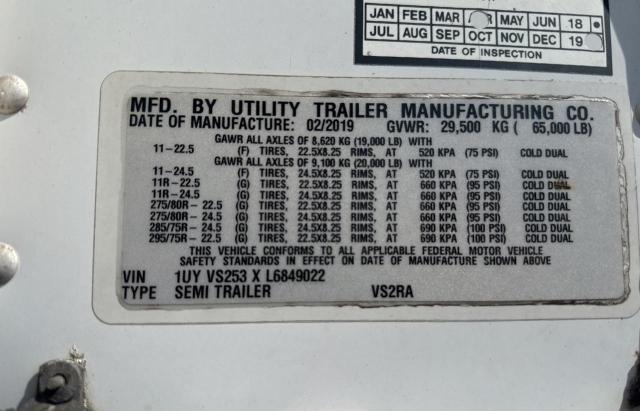 JAN FEB MAR MAY JUN 18
JUL AUG SEP OCT NOV DEC 19
DATE OF INSPECTION
MFD. BY UTILITY TRAILER MANUFACTURING CO.
DATE OF MANUFACTURE: 02/2019 GVWR: 29,500 KG ( 65,000 LB)
GAWR ALL AXLES OF 8,620 KG (19,000 LB) WITH
11-22.5 (F) TIRES, 22.5X8.25 RIMS, AT 520 KPA (75 PSI) COLD DUAL
GAWR ALL AXLES OF 9,100 KG (20,000 LB) WITH
11-24.5 (F) TIRES, 24.5X8.25 RIMS, AT 520 KPA (75 PSI) COLD DUAL
11R-22.5 (G) TIRES, 22.5X8.25 RIMS, AT 660 KPA (95 PSI) COLD DUAL
11R-24.5 (G) TIRES, 24.5X8.25 RIMS, AT 660 KPA (95 PSI) COLD DUAL
275/80R-22.5 (G) TIRES, 22.5X8.25 RIMS, AT 660 KPA (95 PSI) COLD DUAL
275/80R-24.5 (G) TIRES, 24.5X8.25 RIMS, AT 660 KPA (95 PSI) COLD DUAL
285/75R-24.5 (G) TIRES, 24.5X8.25 RIMS, AT 690 KPA (100 PSI) COLD DUAL
295/75R-22.5 (G) TIRES, 22.5X8.25 RIMS, AT 690 KPA (100 PSI) COLD DUAL
THIS VEHICLE CONFORMS TO ALL APPLICABLE FEDERAL MOTOR VEHICLE
SAFETY STANDARDS IN EFFECT ON DATE OF MANUFACTURE SHOWN ABOVE
VIN 1UY VS253 X L6849022
TYPE SEMI TRAILER VS2RA